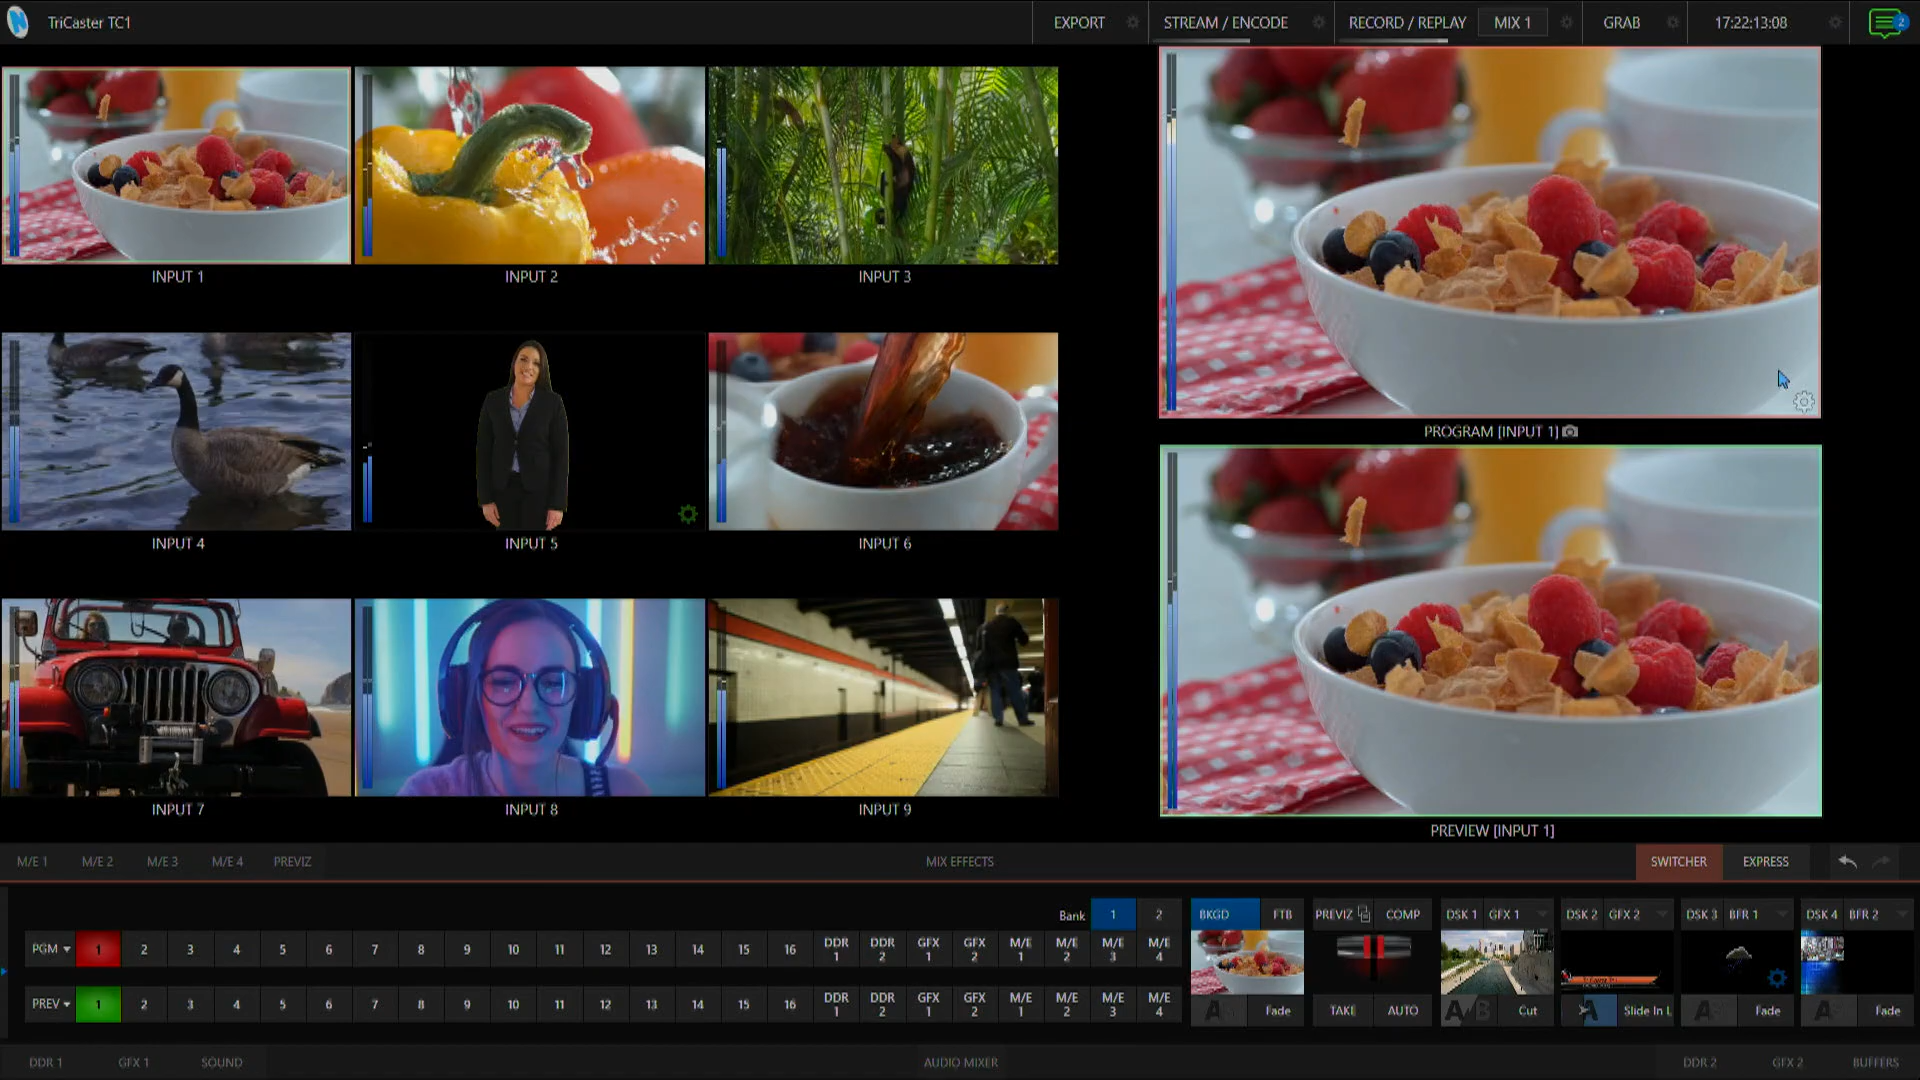 TriCaster TC1
EXPORT
STREAM / ENCODE
RECORD / REPLAY
MIX 1
GRAB
17:22:13:08
2
INPUT 1
INPUT 2
INPUT 3
INPUT 4
INPUT 5
INPUT 6
INPUT 7
INPUT 8
INPUT 9
PROGRAM [INPUT 1]
PREVIEW [INPUT 1]
M/E 1 M/E 2 M/E 3 M/E 4 PREVIZ
MIX EFFECTS
SWITCHER EXPRESS
Bank 1 2
PGM 1 2 3 4 5 6 7 8 9 10 11 12 13 14 15 16 DDR 1 DDR 2 GFX 1 GFX 2 M/E 1 M/E 2 M/E 3 M/E 4
PREV 1 2 3 4 5 6 7 8 9 10 11 12 13 14 15 16 DDR 1 DDR 2 GFX 1 GFX 2 M/E 1 M/E 2 M/E 3 M/E 4
BKGD FTB
Fade
PREVIZ COMP
TAKE AUTO
DSK 1 GFX 1
A/B Cut
DSK 2 GFX 2
Slide In L
DSK 3 BFR 1
Fade
DSK 4 BFR 2
Fade
DDR 1 GFX 1 SOUND
AUDIO MIXER
DDR 2 GFX 2 BUFFERS